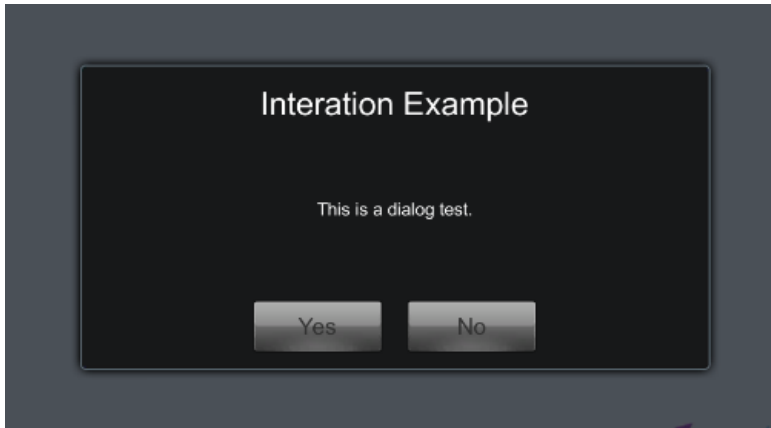 Interation Example
This is a dialog test.
Yes No